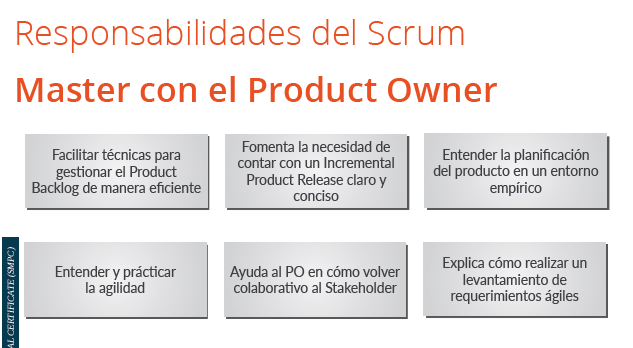 Responsabilidades del Scrum
Master con el Product Owner
Facilitar técnicas para
gestionar el Product
Backlog de manera eficiente
Fomenta la necesidad de
contar con un Incremental
Product Release claro y
conciso
Entender la planificación
del producto en un entorno
empírico
Entender y prácticar
la agilidad
Ayuda al PO en cómo volver
colaborativo al Stakeholder
Explica cómo realizar un
levantamiento de
requerimientos ágiles
AL CERTIFICATE (SMPC)